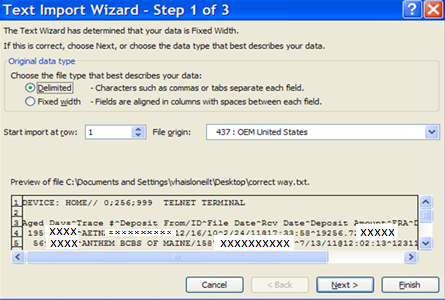 Text Import Wizard - Step 1 of 3
The Text Wizard has determined that your data is Fixed Width.
If this is correct, choose Next, or choose the data type that best describes your data.
Original data type
Choose the file type that best describes your data:
Delimited - Characters such as commas or tabs separate each field.
Fixed width - Fields are aligned in columns with spaces between each field.
Start import at row: 1 File origin: 437 : OEM United States
Preview of file C:\Documents and Settings\vhaisloneilt\Desktop\correct way.txt.
1 DEVICE: HOME// 0;256;999 TELNET TERMINAL
2
3 Aged Days^Trace #^Deposit From/ID^File Date^Rcv Date^Deposit Amount^ERA^D
4 195 XXXX^AETNA XXXXXXXXXX 12/16/10^2/24/11@17:33:58^19256.7 XXXXX
5 56 XXXX^ANTHEM BCBS OF MAINE/158 XXXXXXXXXX ^7/13/11@12:02:13^12311
Cancel < Back Next > Finish